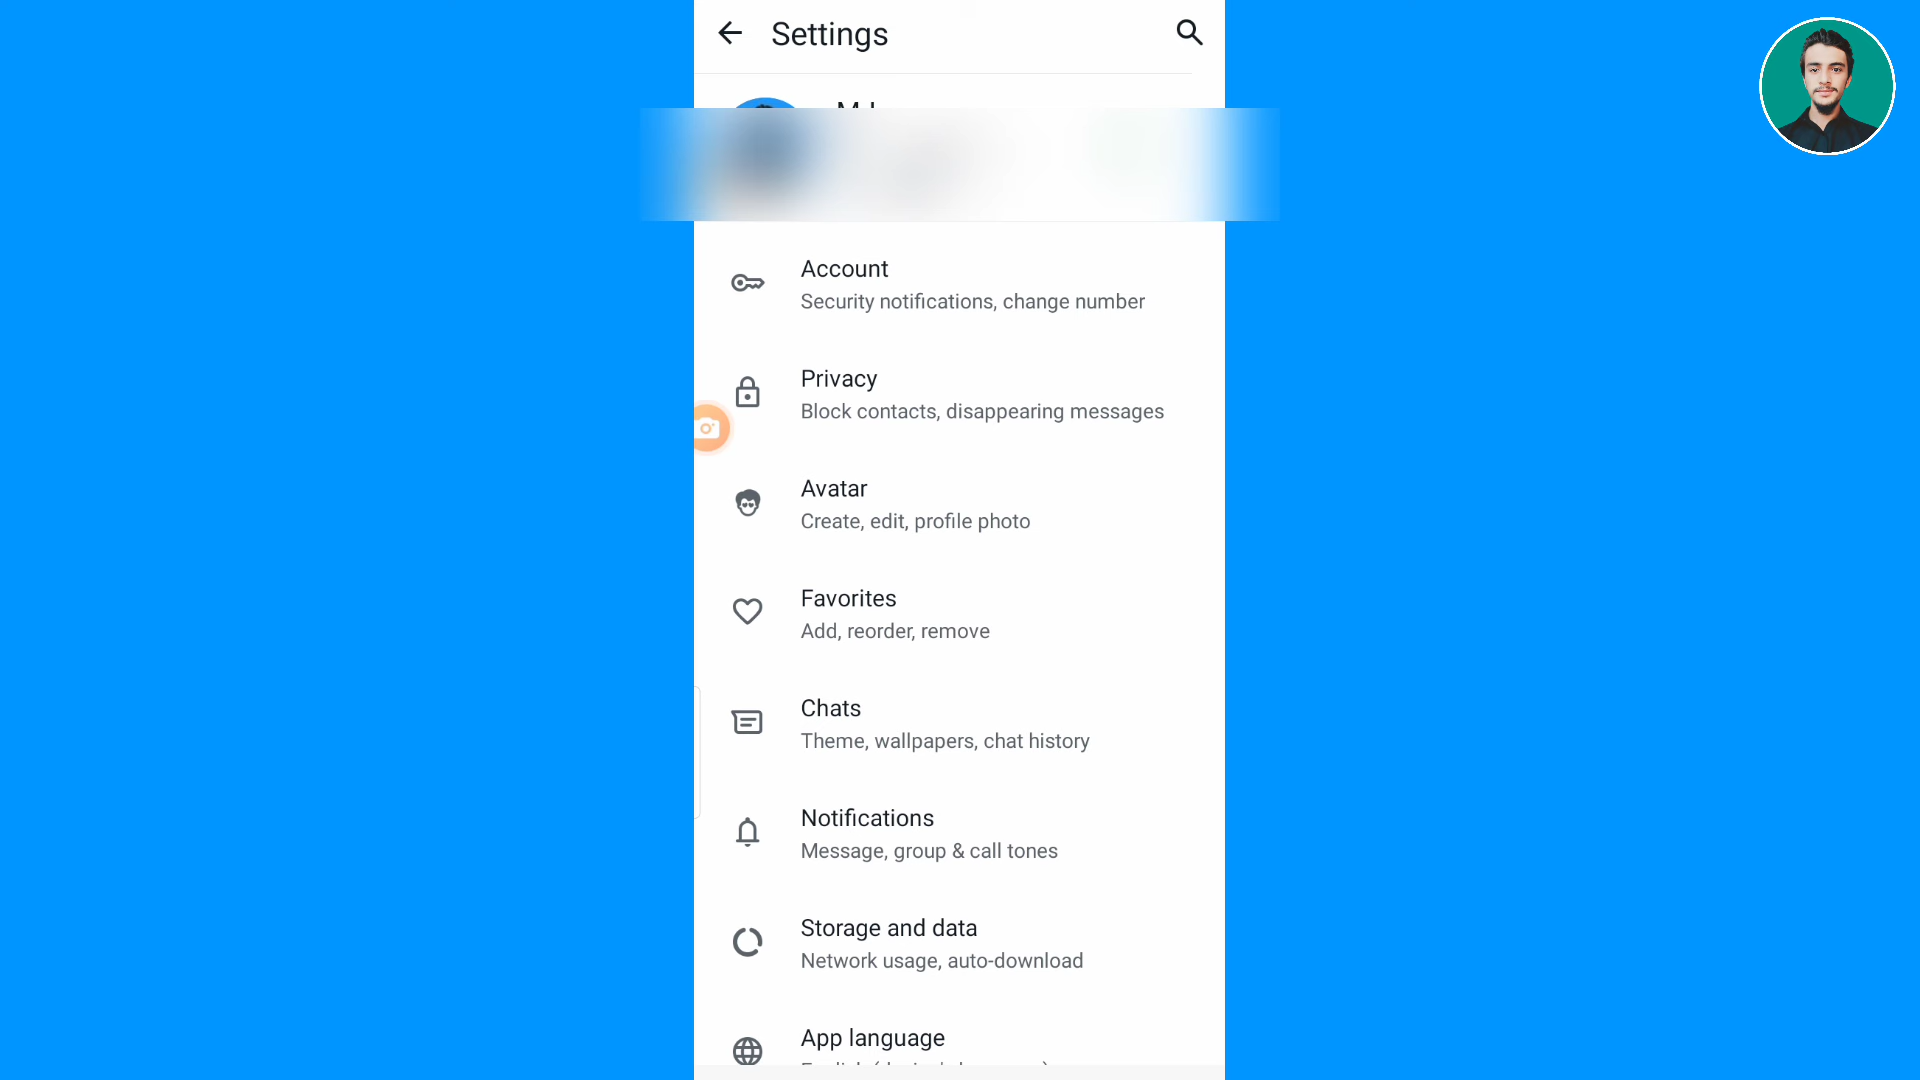 Settings
Account
Security notifications, change number
Privacy
Block contacts, disappearing messages
Avatar
Create, edit, profile photo
Favorites
Add, reorder, remove
Chats
Theme, wallpapers, chat history
Notifications
Message, group & call tones
Storage and data
Network usage, auto-download
App language